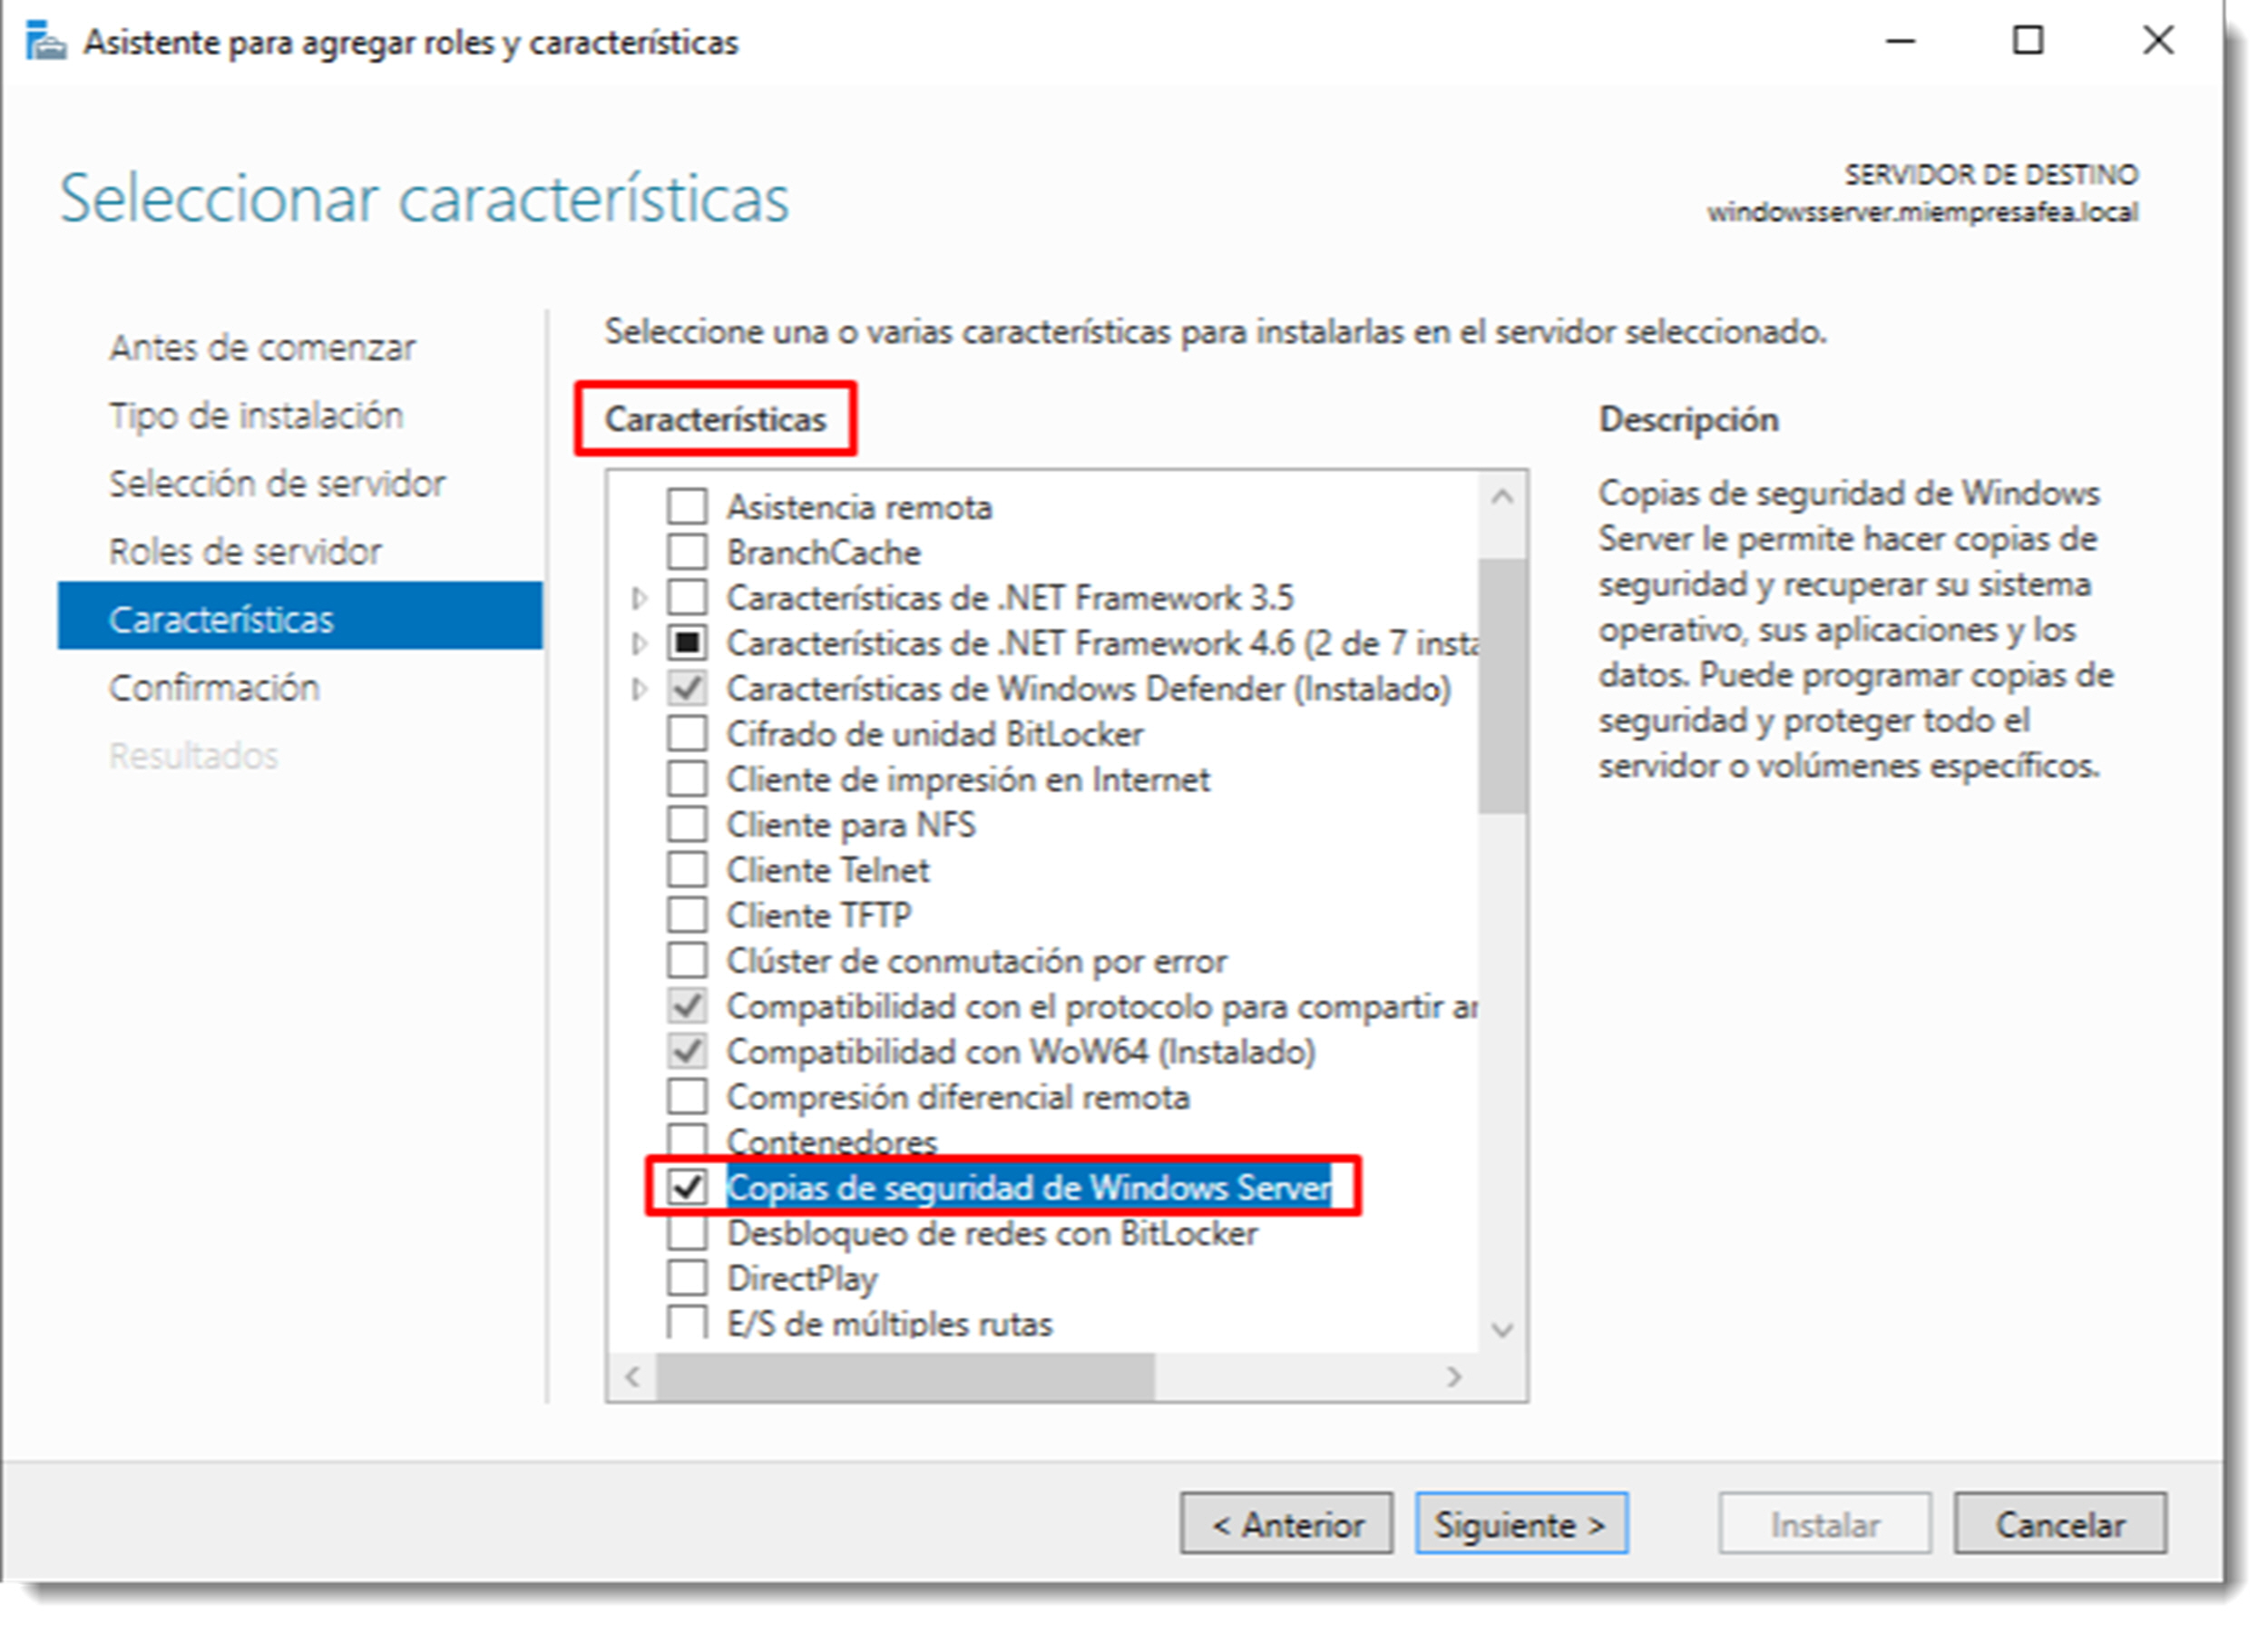 Asistente para agregar roles y características
Seleccionar características
SERVIDOR DE DESTINO
windowsserver.miempresafea.local
Antes de comenzar
Tipo de instalación
Selección de servidor
Roles de servidor
Características
Confirmación
Resultados
Seleccione una o varias características para instalarlas en el servidor seleccionado.
Características
Asistencia remota
BranchCache
Características de .NET Framework 3.5
Características de .NET Framework 4.6 (2 de 7 insta
Características de Windows Defender (Instalado)
Cifrado de unidad BitLocker
Cliente de impresión en Internet
Cliente para NFS
Cliente Telnet
Cliente TFTP
Clúster de conmutación por error
Compatibilidad con el protocolo para compartir ar
Compatibilidad con WoW64 (Instalado)
Compresión diferencial remota
Contenedores
Copias de seguridad de Windows Server
Desbloqueo de redes con BitLocker
DirectPlay
E/S de múltiples rutas
Descripción
Copias de seguridad de Windows
Server le permite hacer copias de
seguridad y recuperar su sistema
operativo, sus aplicaciones y los
datos. Puede programar copias de
seguridad y proteger todo el
servidor o volúmenes específicos.
< Anterior
Siguiente >
Instalar
Cancelar